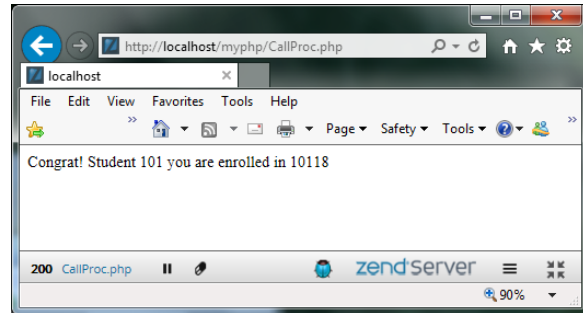 http://localhost/myphp/CallProc.php
localhost
File Edit View Favorites Tools Help
Page Safety Tools
Congrat! Student 101 you are enrolled in 10118
200 CallProc.php zend Server
90%